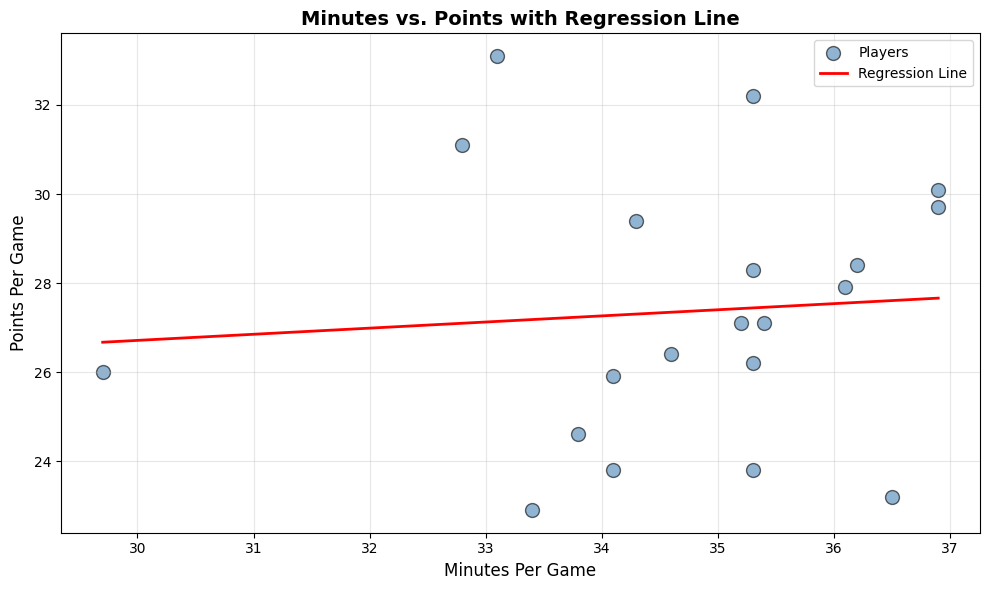 Minutes vs. Points with Regression Line
Players
Regression Line
Points Per Game
32
30
28
26
24
30 31 32 33 34 35 36 37
Minutes Per Game